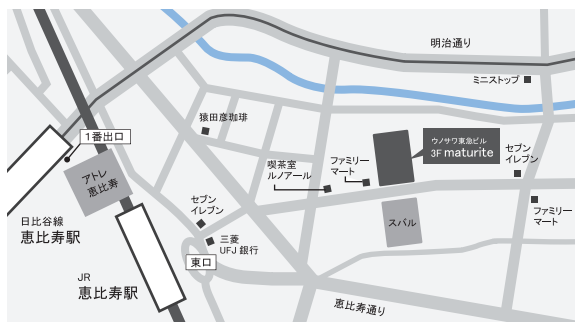 明治通り
ミニストップ
猿田彦珈琲
1番出口
ウノサワ東急ビル
3F maturite
アトレ
恵比寿
喫茶室
ルノアール
ファミリー
マート
セブン
イレブン
日比谷線
恵比寿駅
セブン
イレブン
三菱
UFJ 銀行
スバル
ファミリー
マート
東口
JR
恵比寿駅
恵比寿通り